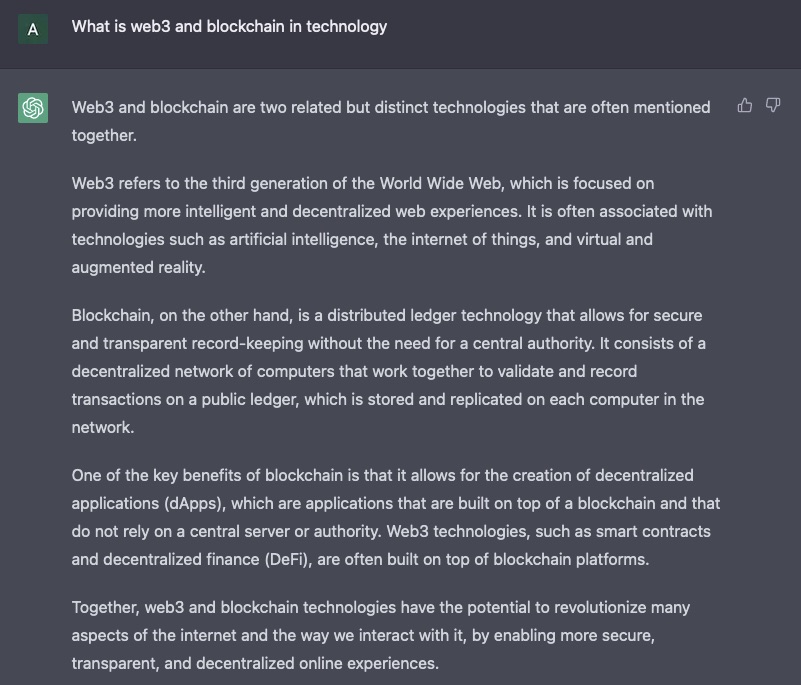 A
What is web3 and blockchain in technology
Web3 and blockchain are two related but distinct technologies that are often mentioned
together.
Web3 refers to the third generation of the World Wide Web, which is focused on
providing more intelligent and decentralized web experiences. It is often associated with
technologies such as artificial intelligence, the internet of things, and virtual and
augmented reality.
Blockchain, on the other hand, is a distributed ledger technology that allows for secure
and transparent record-keeping without the need for a central authority. It consists of a
decentralized network of computers that work together to validate and record
transactions on a public ledger, which is stored and replicated on each computer in the
network.
One of the key benefits of blockchain is that it allows for the creation of decentralized
applications (dApps), which are applications that are built on top of a blockchain and that
do not rely on a central server or authority. Web3 technologies, such as smart contracts
and decentralized finance (DeFi), are often built on top of blockchain platforms.
Together, web3 and blockchain technologies have the potential to revolutionize many
aspects of the internet and the way we interact with it, by enabling more secure,
transparent, and decentralized online experiences.